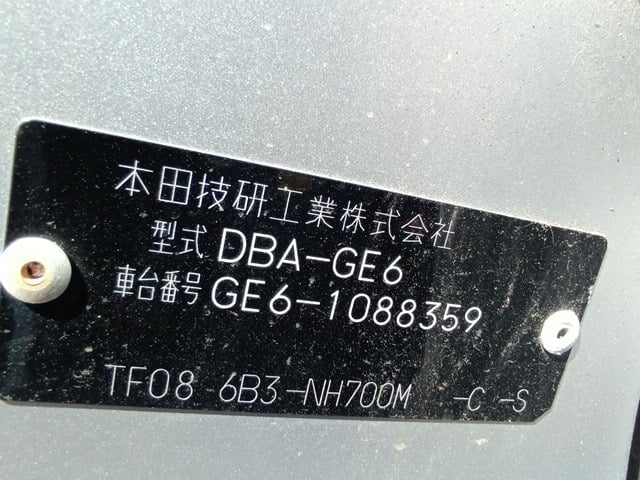 本田技研工業株式会社
型式 DBA-GE6
車台番号 GE6-1088359
TF08-6B3-NH700M -C -S